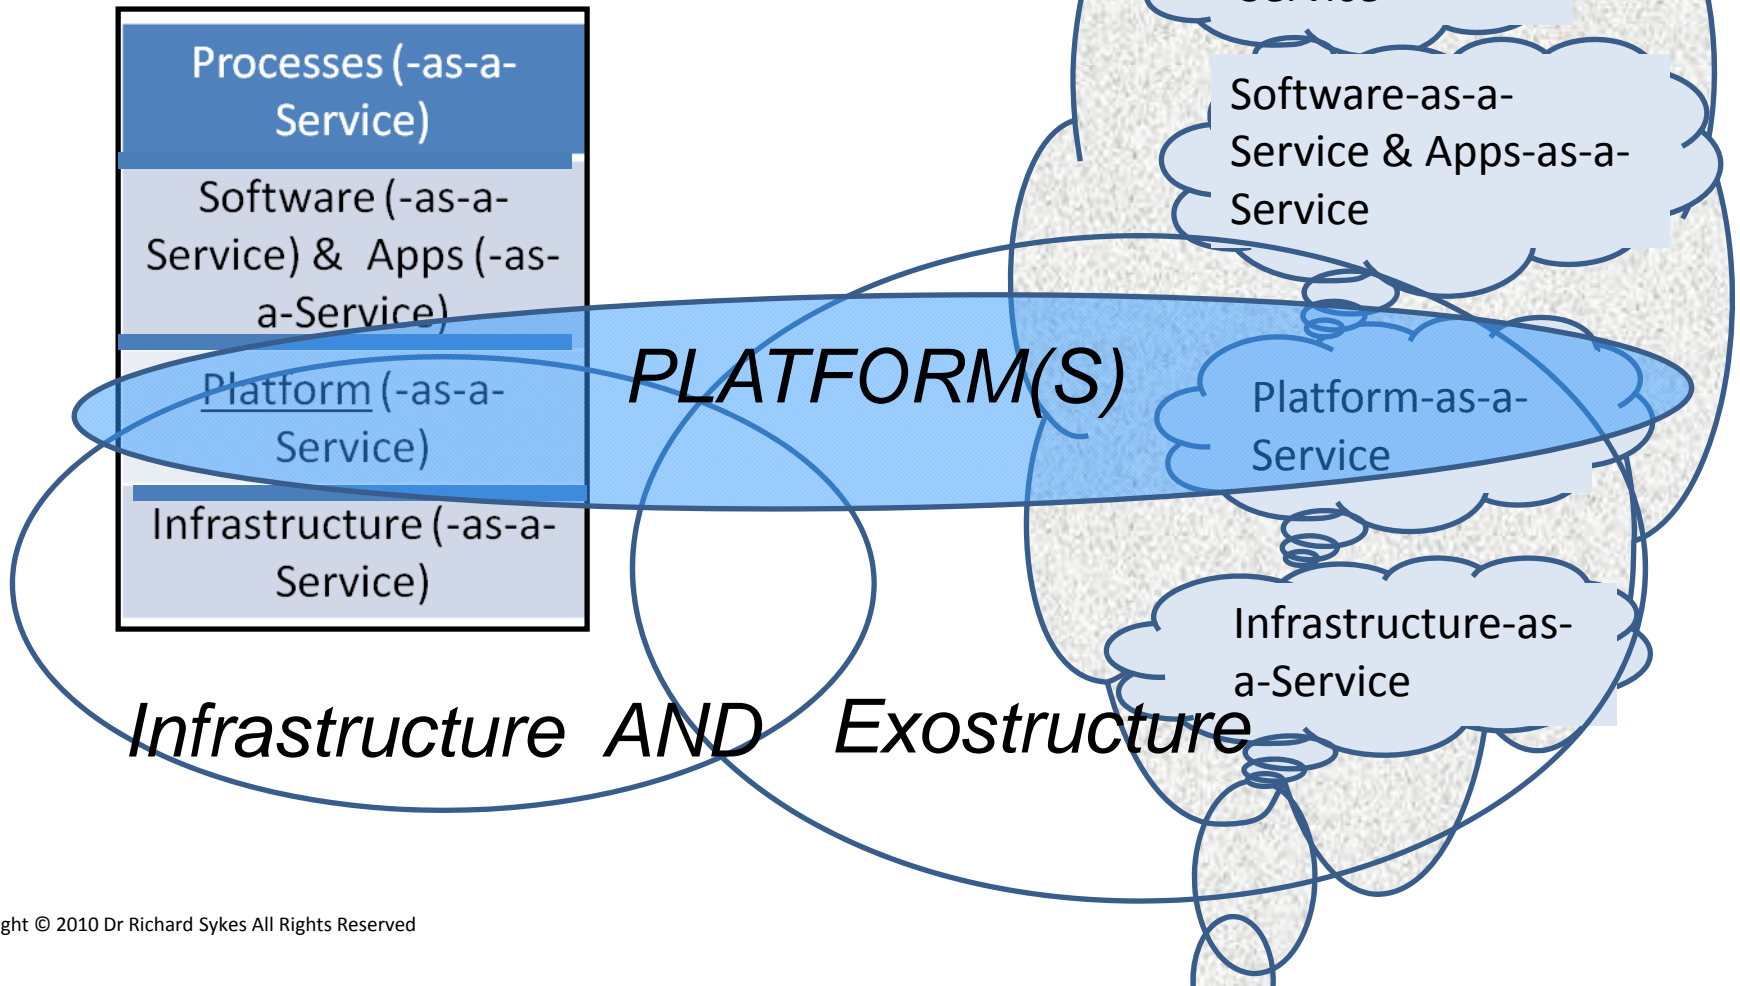 Processes (-as-a-
Service)
Software (-as-a-
Service) & Apps (-as-
a-Service)
Platform (-as-a-
Service)
Infrastructure (-as-a-
Service)
PLATFORM(S)
Infrastructure AND Exostructure
Service
Software-as-a-
Service & Apps-as-a-
Service
Platform-as-a-
Service
Infrastructure-as-
a-Service
ght © 2010 Dr Richard Sykes All Rights Reserved